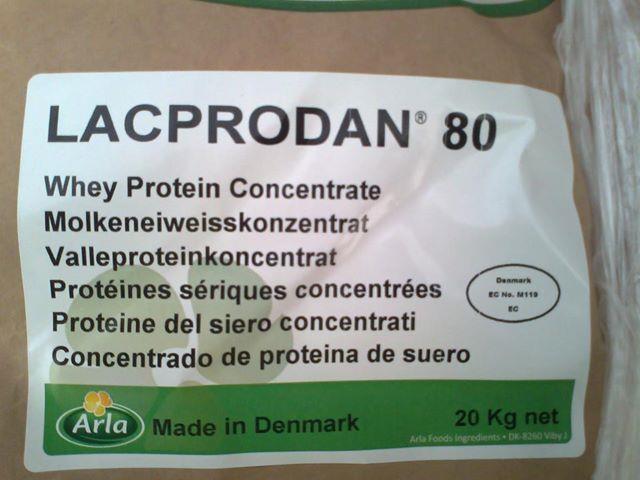 LACPRODAN® 80
Whey Protein Concentrate
Molkeneiweisskonzentrat
Valleproteinkoncentrat
Protéines sériques concentrées
Proteine del siero concentrati
Concentrado de proteina de suero
Danmark
EC No. M119
EC
Arla
Made in Denmark
20 Kg net
Arla Foods Ingredients • DK-8260 Viby J